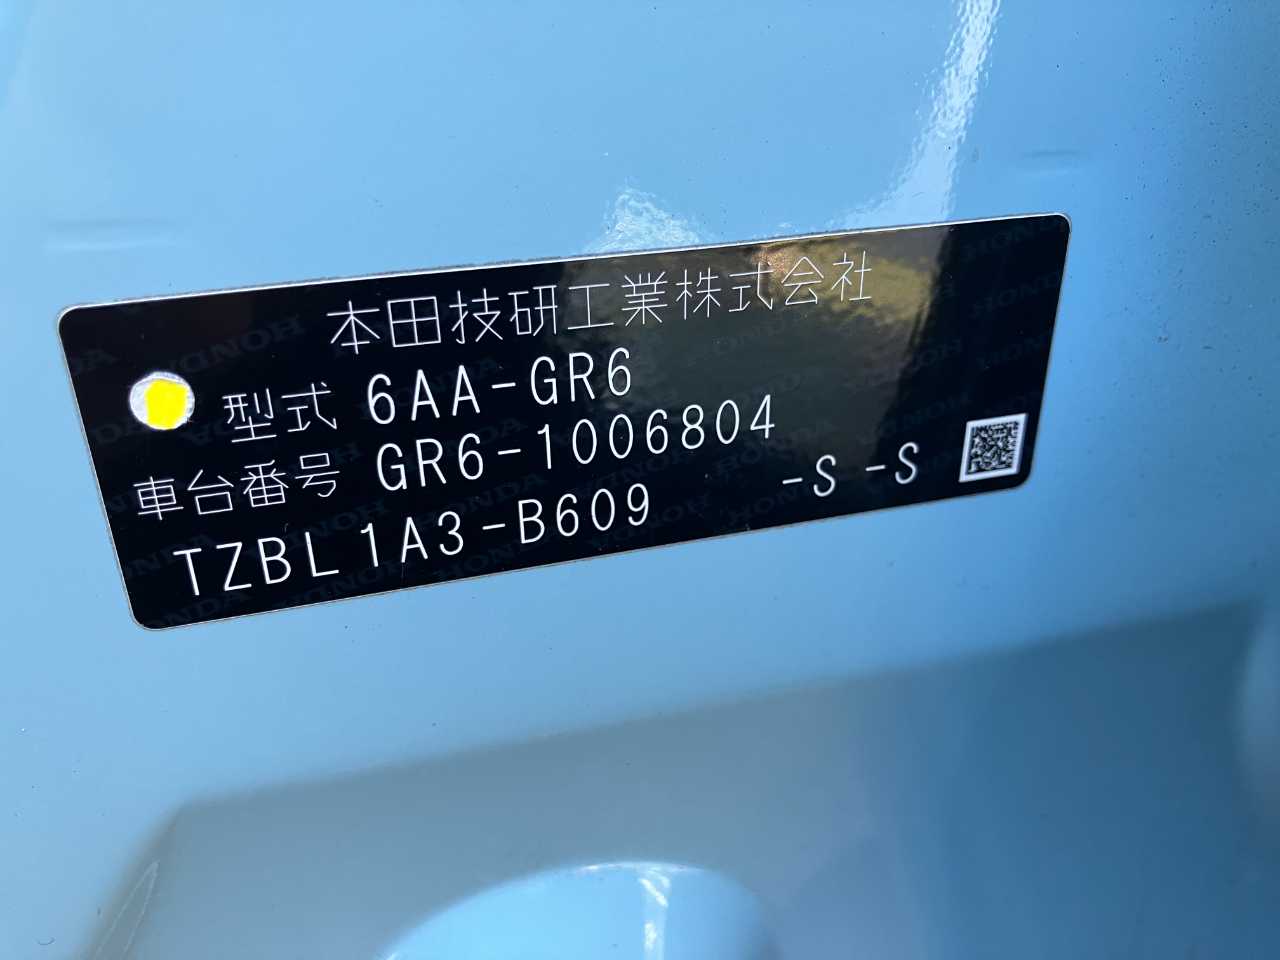 本田技研工業株式会社
型式 6AA-GR6
車台番号 GR6-1006804
TZBL1A3-B609 -S -S